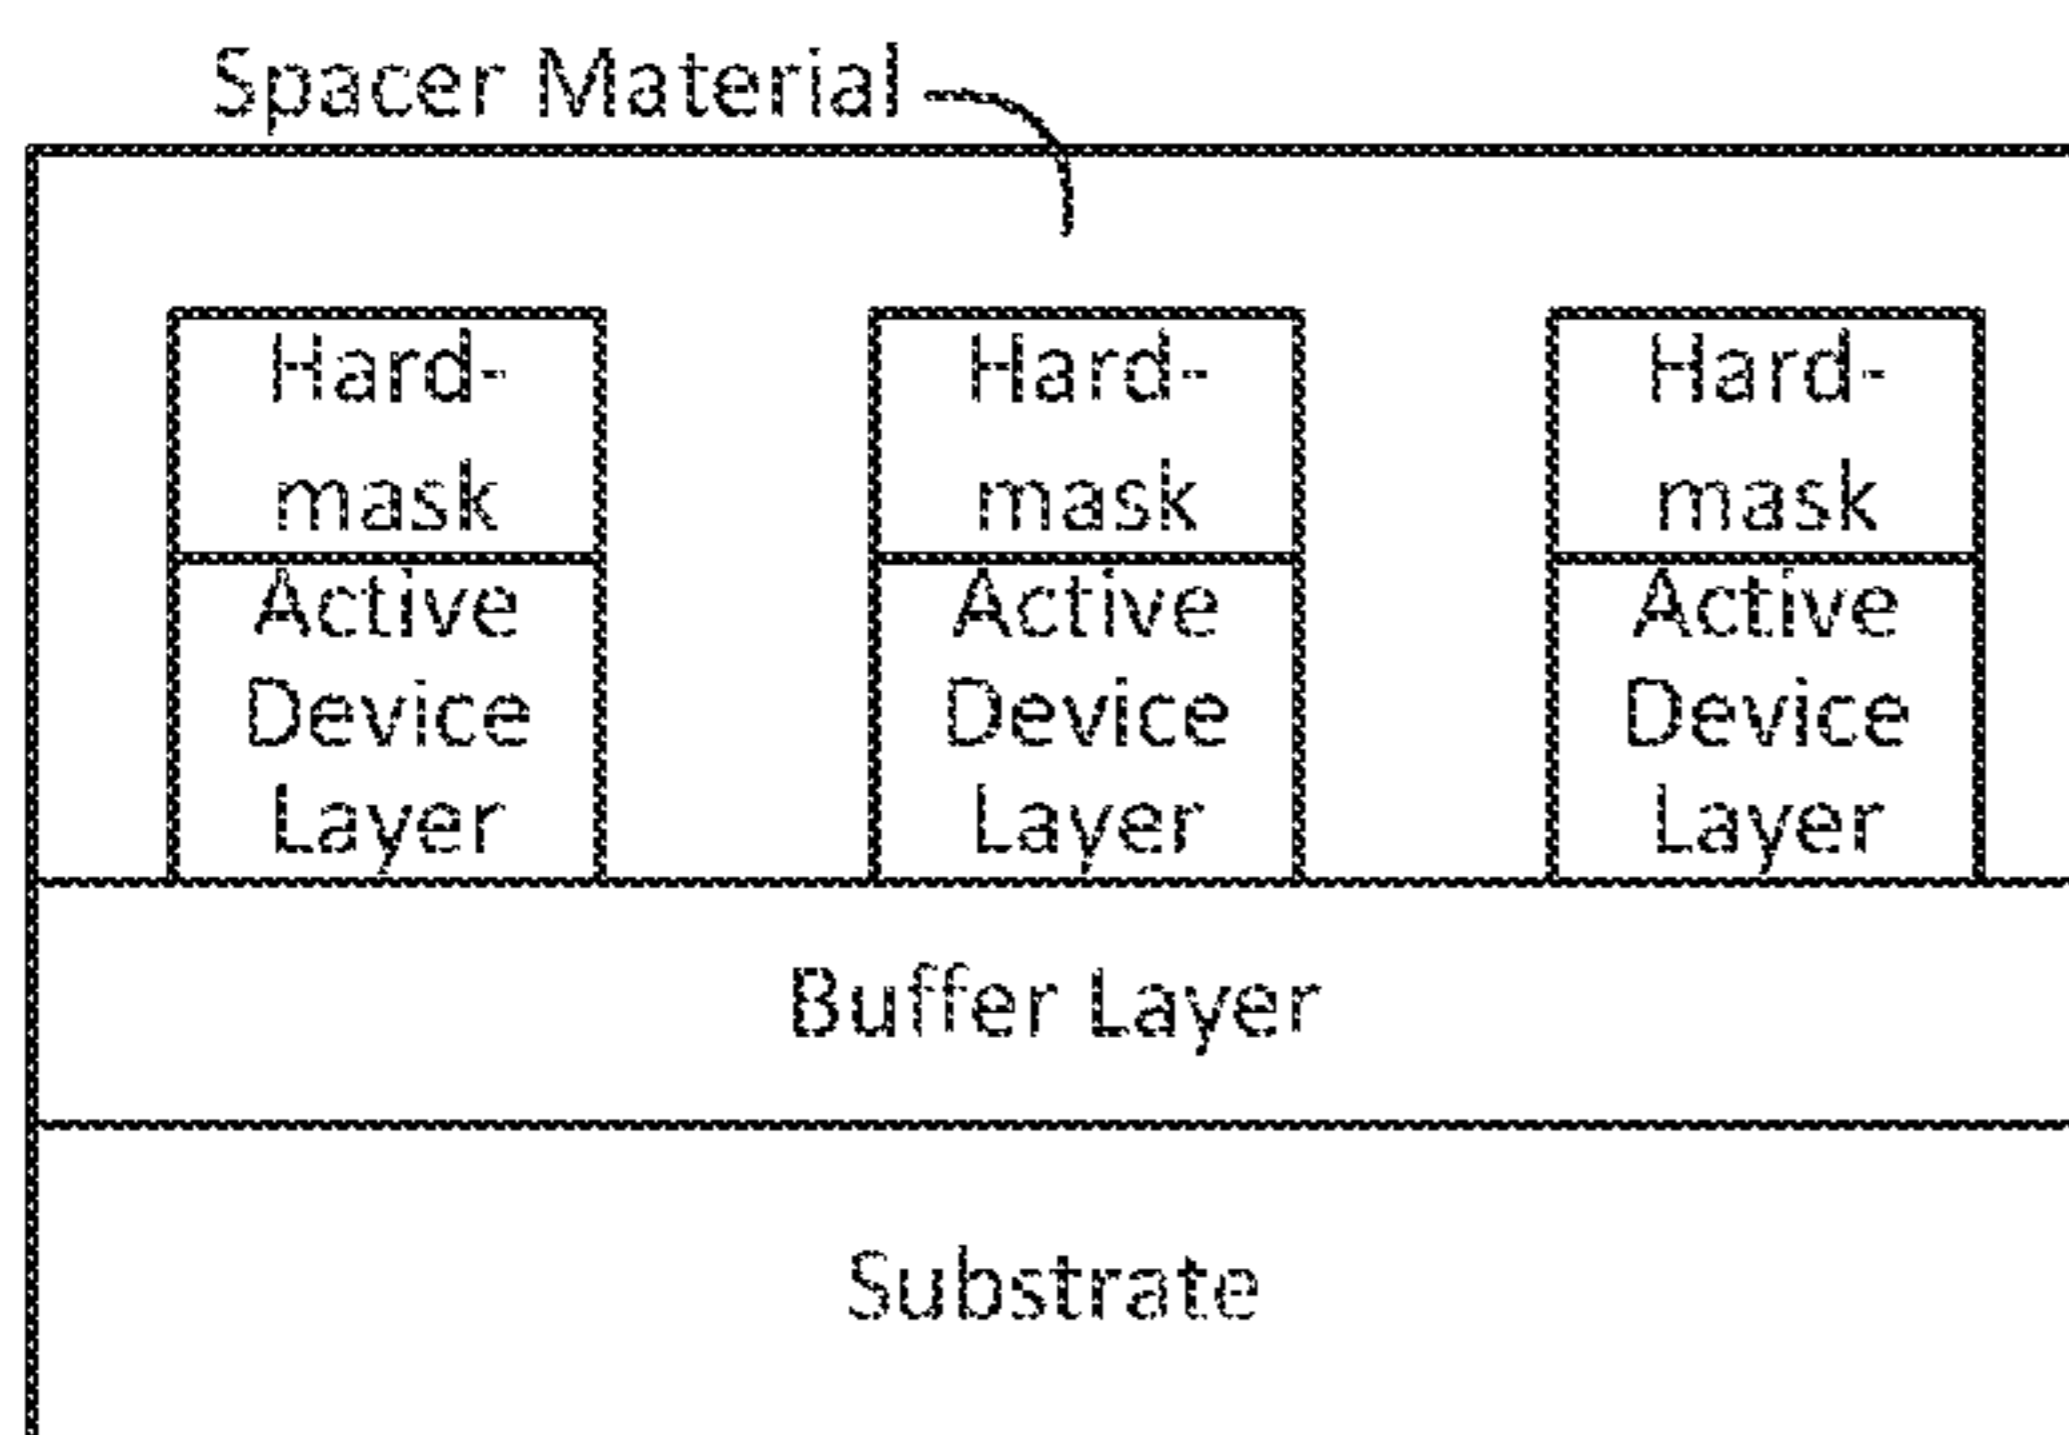 Spacer Material
Hard-
mask
Active
Device
Layer
Hard-
mask
Active
Device
Layer
Hard-
mask
Active
Device
Layer
Buffer Layer
Substrate